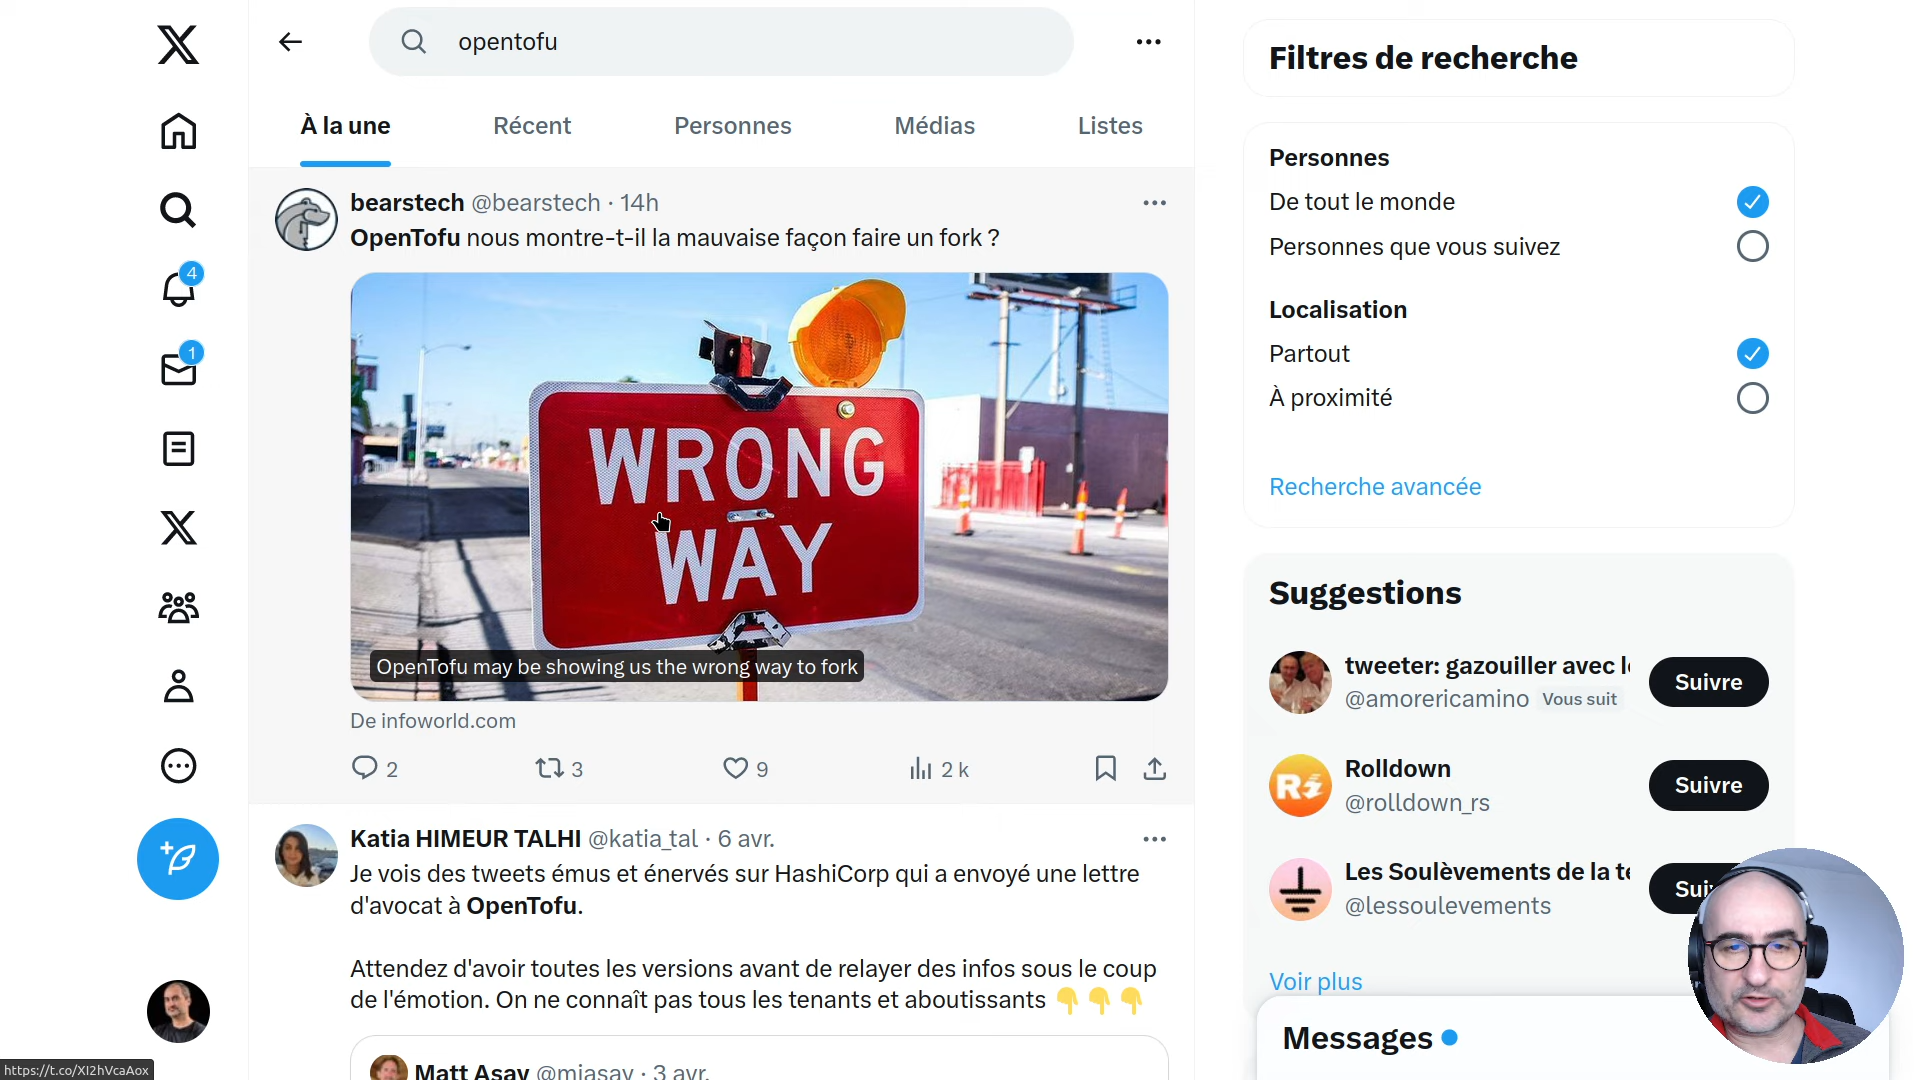 opentofu
À la une
Récent
Personnes
Médias
Listes
bearstech @bearstech · 14h
OpenTofu nous montre-t-il la mauvaise façon faire un fork ?
WRONG
WAY
OpenTofu may be showing us the wrong way to fork
De infoworld.com
2
3
9
2 k
Katia HIMEUR TALHI @katia_tal · 6 avr.
Je vois des tweets émus et énervés sur HashiCorp qui a envoyé une lettre
d'avocat à OpenTofu.
Attendez d'avoir toutes les versions avant de relayer des infos sous le coup
de l'émotion. On ne connaît pas tous les tenants et aboutissants 👇👇👇
Matt Asay @mjasay · 3 avr.
4
1
https://t.co/XI2hVcaAox
Filtres de recherche
Personnes
De tout le monde
Personnes que vous suivez
Localisation
Partout
À proximité
Recherche avancée
Suggestions
tweeter: gazouiller avec l
@amorericamino Vous suit
Suivre
Rolldown
@rolldown_rs
Suivre
Les Soulèvements de la t
@lessoulevements
Sui
Voir plus
Messages